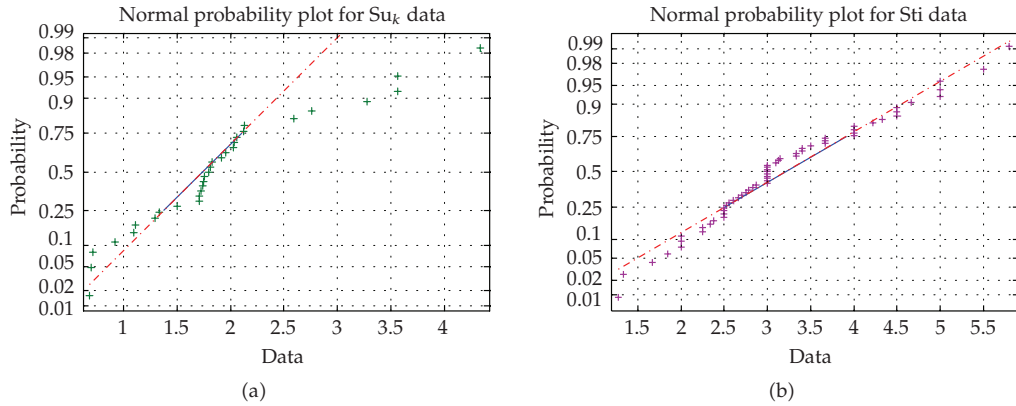 Normal probability plot for Suk data
0.99
0.98
0.95
0.9
0.75
0.5
0.25
0.1
0.05
0.02
0.01
Probability
1 1.5 2 2.5 3 3.5 4
Data
(a)
Normal probability plot for Sti data
0.99
0.98
0.95
0.9
0.75
0.5
0.25
0.1
0.05
0.02
0.01
Probability
1.5 2 2.5 3 3.5 4 4.5 5 5.5
Data
(b)